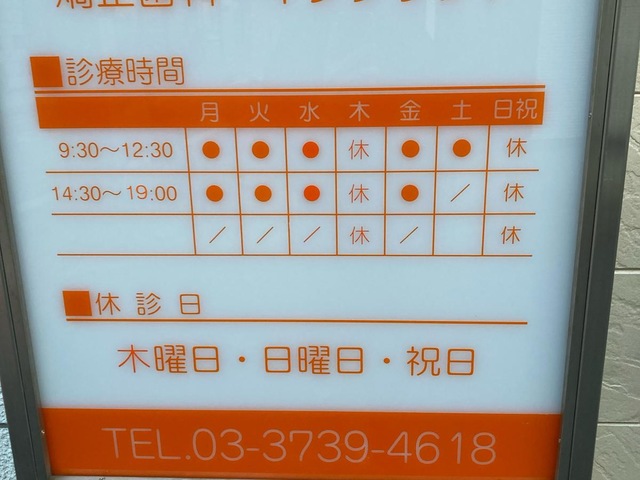 ■診療時間
月 火 水 木 金 土 日祝
9:30～12:30 ● ● ● 休 ● ● 休
14:30～19:00 ● ● ● 休 ● ／ 休
／ ／ ／ 休 ／ 休
■休診日
木曜日・日曜日・祝日
TEL.03-3739-4618